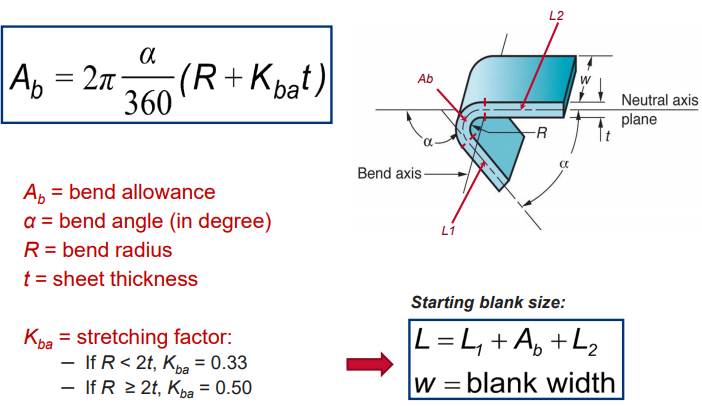 A_b = 2π α/360 (R + K_ba t)
A_b = bend allowance
α = bend angle (in degree)
R = bend radius
t = sheet thickness
K_ba = stretching factor:
– If R < 2t, K_ba = 0.33
– If R ≥ 2t, K_ba = 0.50
L2
Ab
w
Neutral axis
plane
t
R
α
α
Bend axis
L1
Starting blank size:
L = L_1 + A_b + L_2
w = blank width